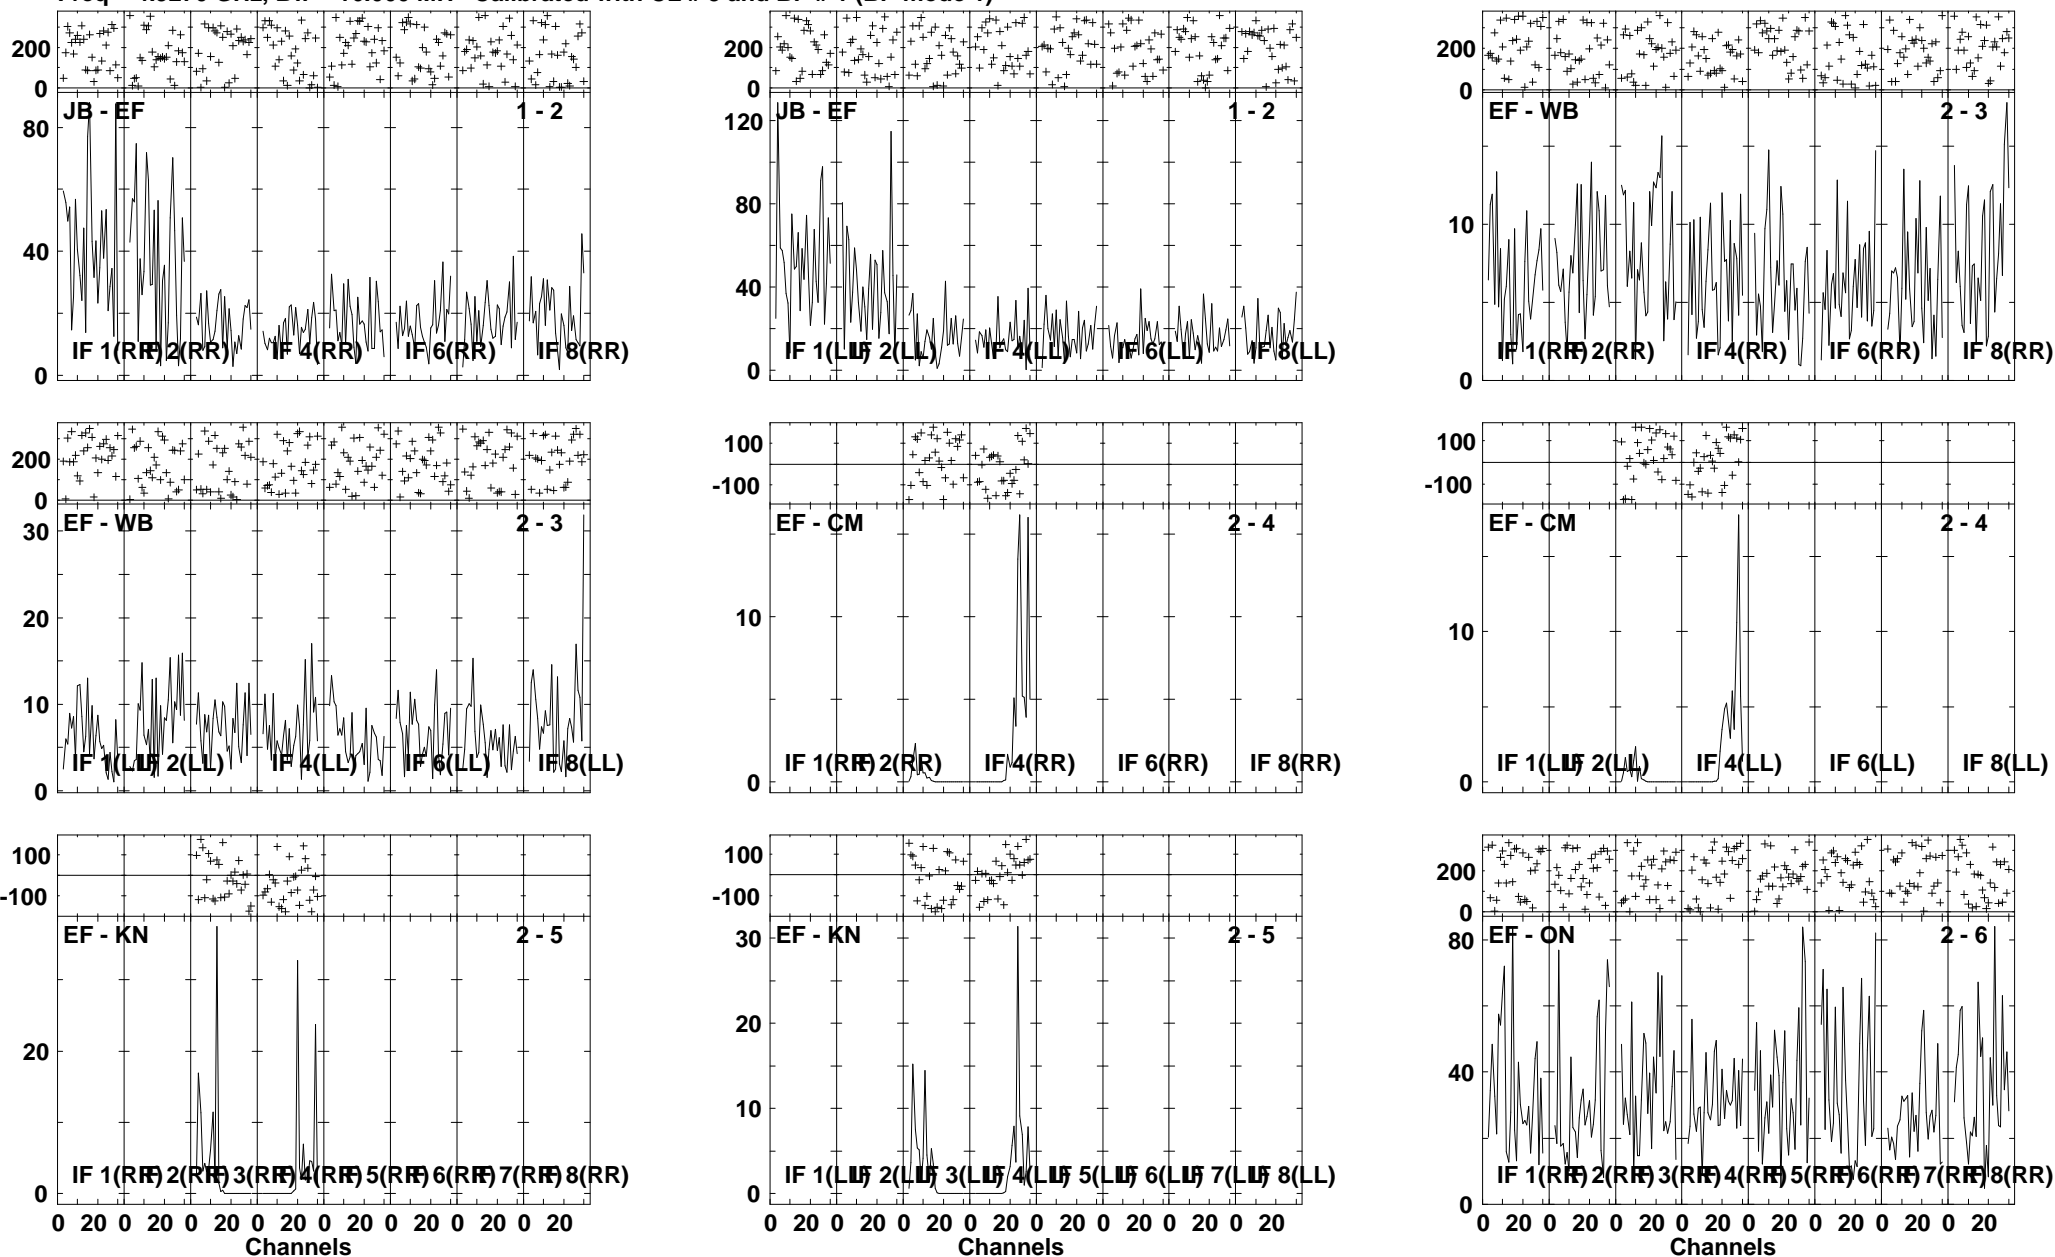 200
0
80
40
0
JB - EF
1 - 2
IF 1(RR) IF 2(RR) IF 4(RR) IF 6(RR) IF 8(RR)
200
0
120
80
40
0
JB - EF
1 - 2
IF 1(LL) IF 2(LL) IF 4(LL) IF 6(LL) IF 8(LL)
200
0
10
0
EF - WB
2 - 3
IF 1(RR) IF 2(RR) IF 4(RR) IF 6(RR) IF 8(RR)
200
0
30
20
10
0
EF - WB
2 - 3
IF 1(LL) IF 2(LL) IF 4(LL) IF 6(LL) IF 8(LL)
100
-100
10
0
EF - CM
2 - 4
IF 1(RR) IF 2(RR) IF 4(RR) IF 6(RR) IF 8(RR)
100
-100
10
0
EF - CM
2 - 4
IF 1(LL) IF 2(LL) IF 4(LL) IF 6(LL) IF 8(LL)
100
-100
20
0
EF - KN
2 - 5
IF 1(RR) IF 2(RR) IF 3(RR) IF 4(RR) IF 5(RR) IF 6(RR) IF 7(RR) IF 8(RR)
0 20 0 20 0 20 0 20 0 20 0 20 0 20 0 20
Channels
100
-100
30
20
10
0
EF - KN
2 - 5
IF 1(LL) IF 2(LL) IF 3(LL) IF 4(LL) IF 5(LL) IF 6(LL) IF 7(LL) IF 8(LL)
0 20 0 20 0 20 0 20 0 20 0 20 0 20 0 20
Channels
200
0
80
40
0
EF - ON
2 - 6
IF 1(RR) IF 2(RR) IF 3(RR) IF 4(RR) IF 5(RR) IF 6(RR) IF 7(RR) IF 8(RR)
0 20 0 20 0 20 0 20 0 20 0 20 0 20 0 20
Channels